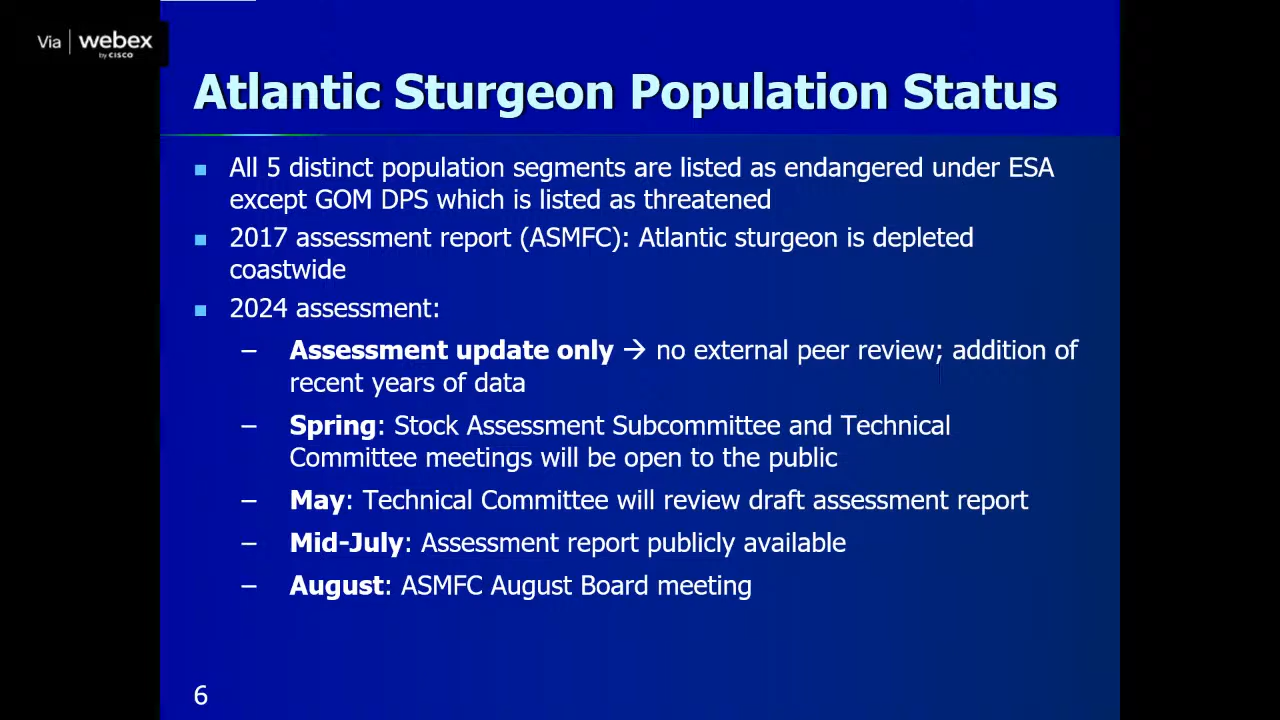 Via | webex
by CISCO
Atlantic Sturgeon Population Status
■ All 5 distinct population segments are listed as endangered under ESA
except GOM DPS which is listed as threatened
■ 2017 assessment report (ASMFC): Atlantic sturgeon is depleted
coastwide
■ 2024 assessment:
– Assessment update only → no external peer review; addition of
recent years of data
– Spring: Stock Assessment Subcommittee and Technical
Committee meetings will be open to the public
– May: Technical Committee will review draft assessment report
– Mid-July: Assessment report publicly available
– August: ASMFC August Board meeting
6